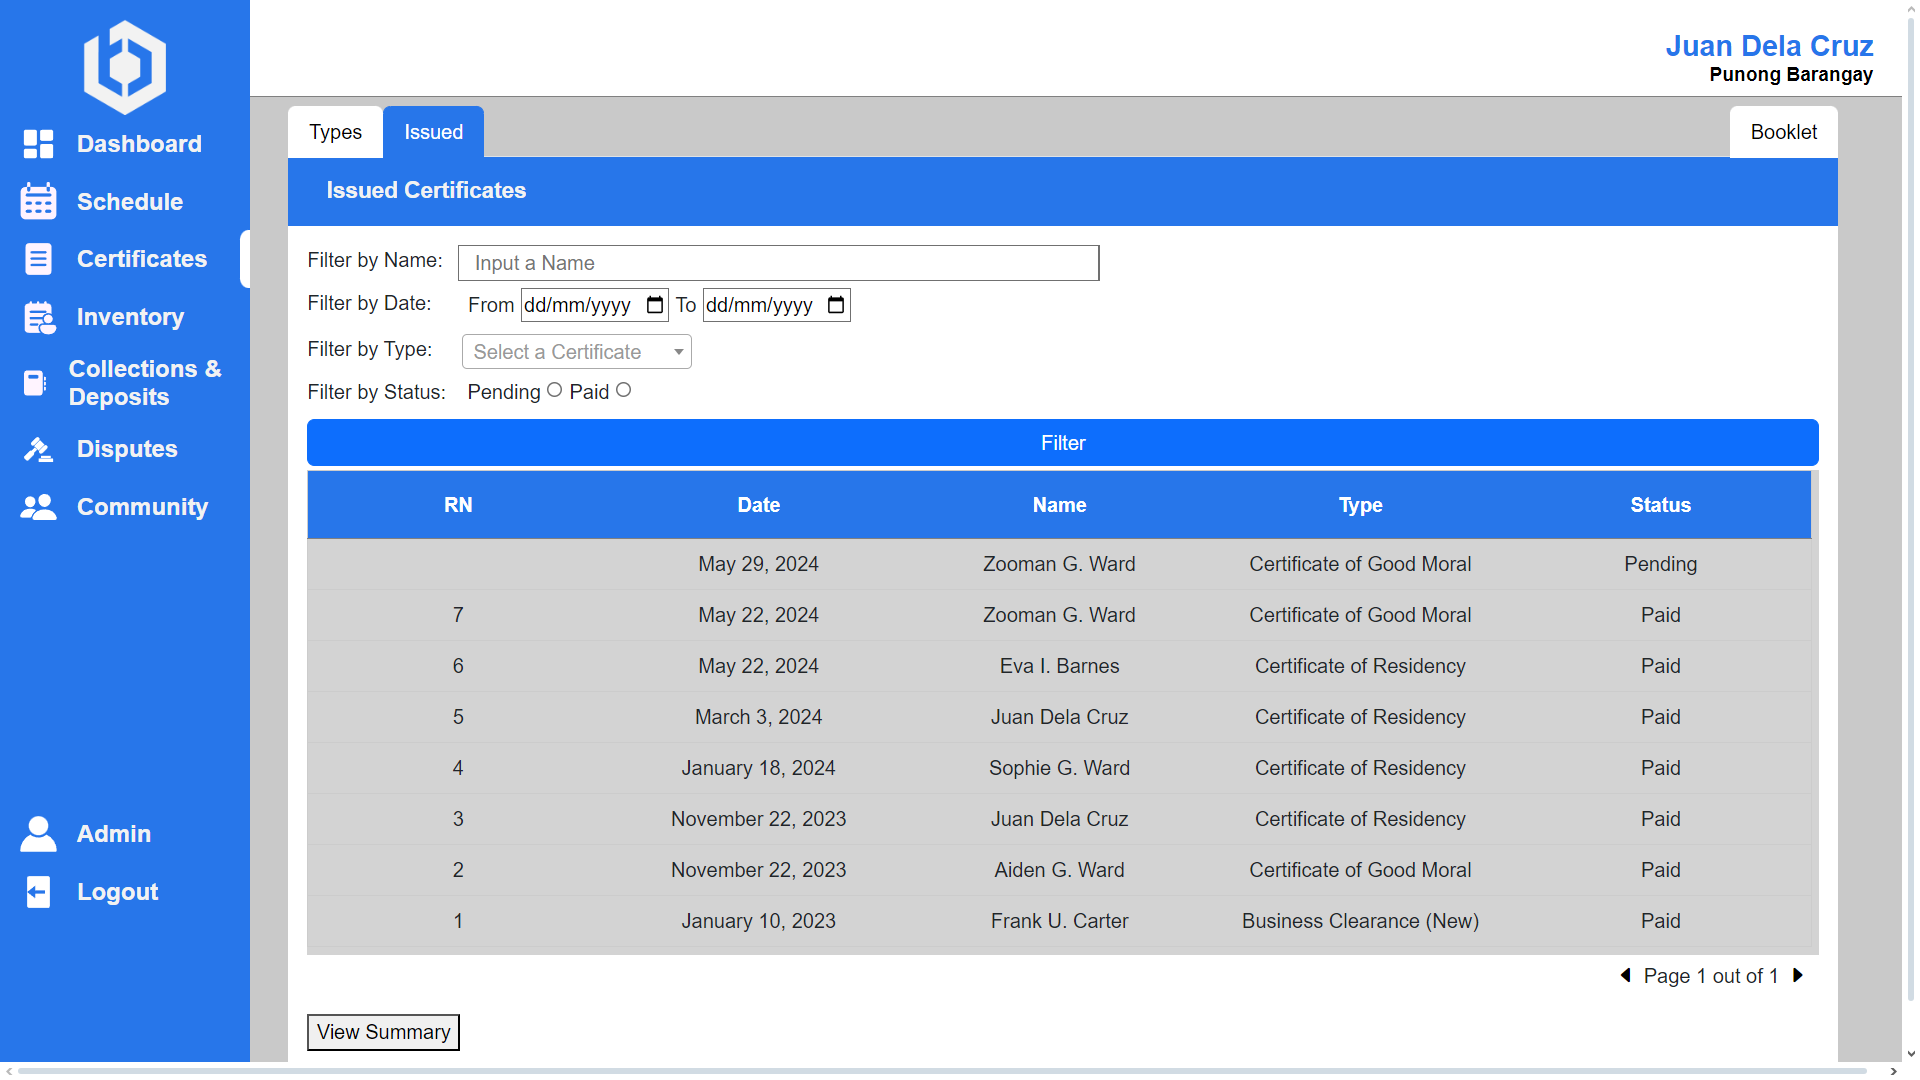 Juan Dela Cruz
Punong Barangay
Dashboard
Schedule
Certificates
Inventory
Collections &
Deposits
Disputes
Community
Admin
Logout
Types Issued Booklet
Issued Certificates
Filter by Name: Input a Name
Filter by Date: From dd/mm/yyyy To dd/mm/yyyy
Filter by Type: Select a Certificate
Filter by Status: Pending Paid
Filter
RN Date Name Type Status
May 29, 2024 Zooman G. Ward Certificate of Good Moral Pending
7 May 22, 2024 Zooman G. Ward Certificate of Good Moral Paid
6 May 22, 2024 Eva I. Barnes Certificate of Residency Paid
5 March 3, 2024 Juan Dela Cruz Certificate of Residency Paid
4 January 18, 2024 Sophie G. Ward Certificate of Residency Paid
3 November 22, 2023 Juan Dela Cruz Certificate of Residency Paid
2 November 22, 2023 Aiden G. Ward Certificate of Good Moral Paid
1 January 10, 2023 Frank U. Carter Business Clearance (New) Paid
Page 1 out of 1
View Summary